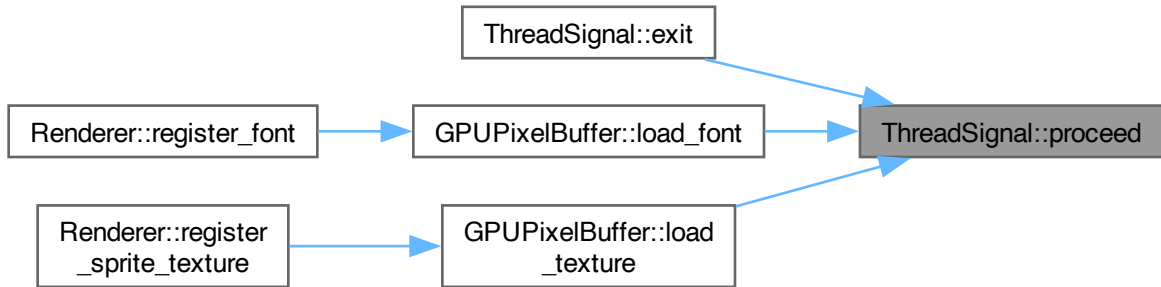 ThreadSignal::exit
Renderer::register_font
GPUPixelBuffer::load_font
ThreadSignal::proceed
Renderer::register
_sprite_texture
GPUPixelBuffer::load
_texture